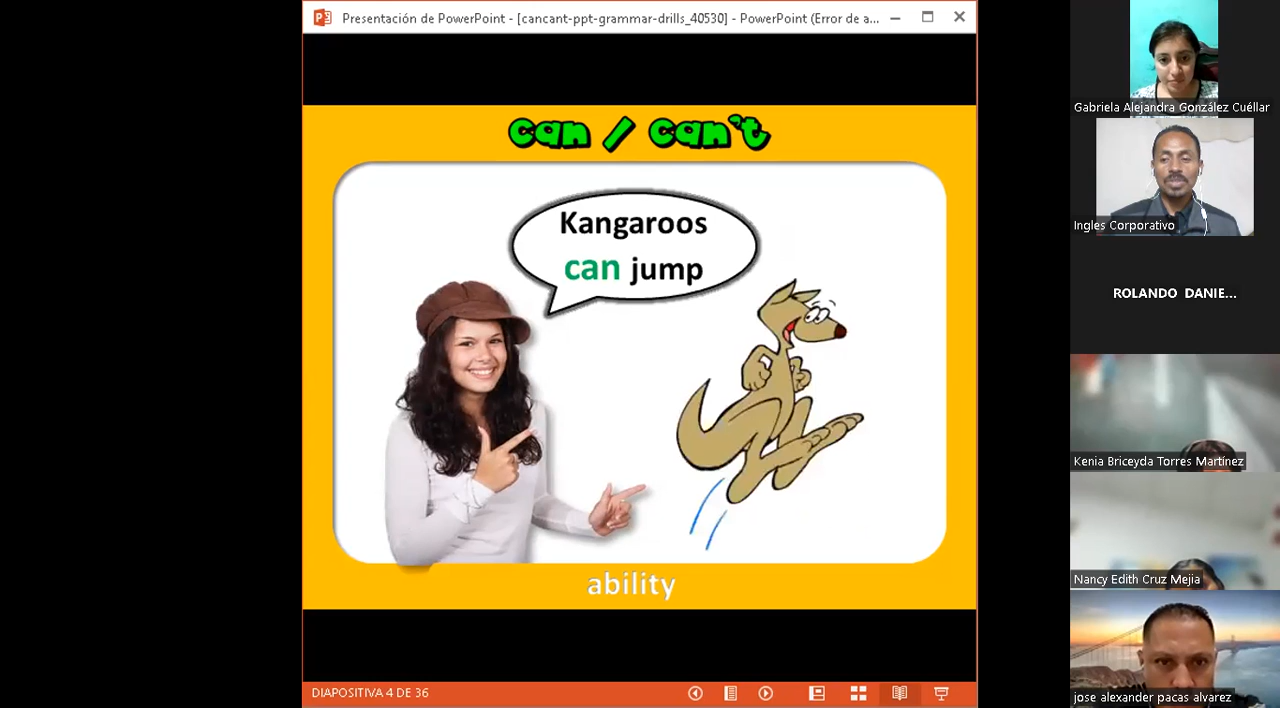 Presentación de PowerPoint - [cancant-ppt-grammar-drills_40530] - PowerPoint (Error de a...
can / can't
Kangaroos
can jump
ability
DIAPOSITIVA 4 DE 36
Gabriela Alejandra González Cuéllar
Ingles Corporativo
ROLANDO DANIE...
Kenia Briceyda Torres Martínez
Nancy Edith Cruz Mejia
jose alexander pacas alvarez